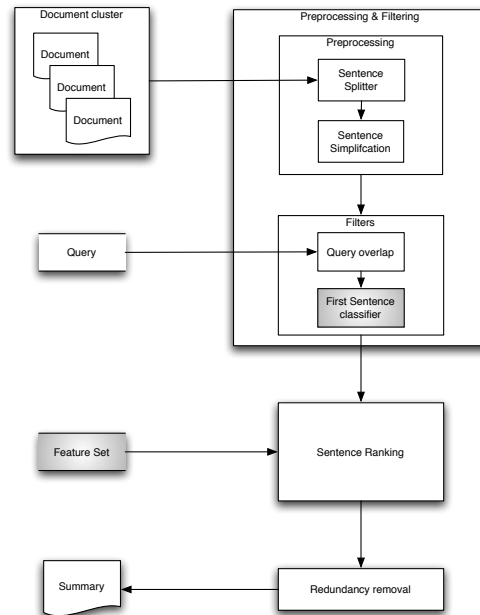 Document cluster
Document
Document
Document
Preprocessing & Filtering
Preprocessing
Sentence
Splitter
Sentence
Simplifcation
Filters
Query
Query overlap
First Sentence
classifier
Feature Set
Sentence Ranking
Summary
Redundancy removal